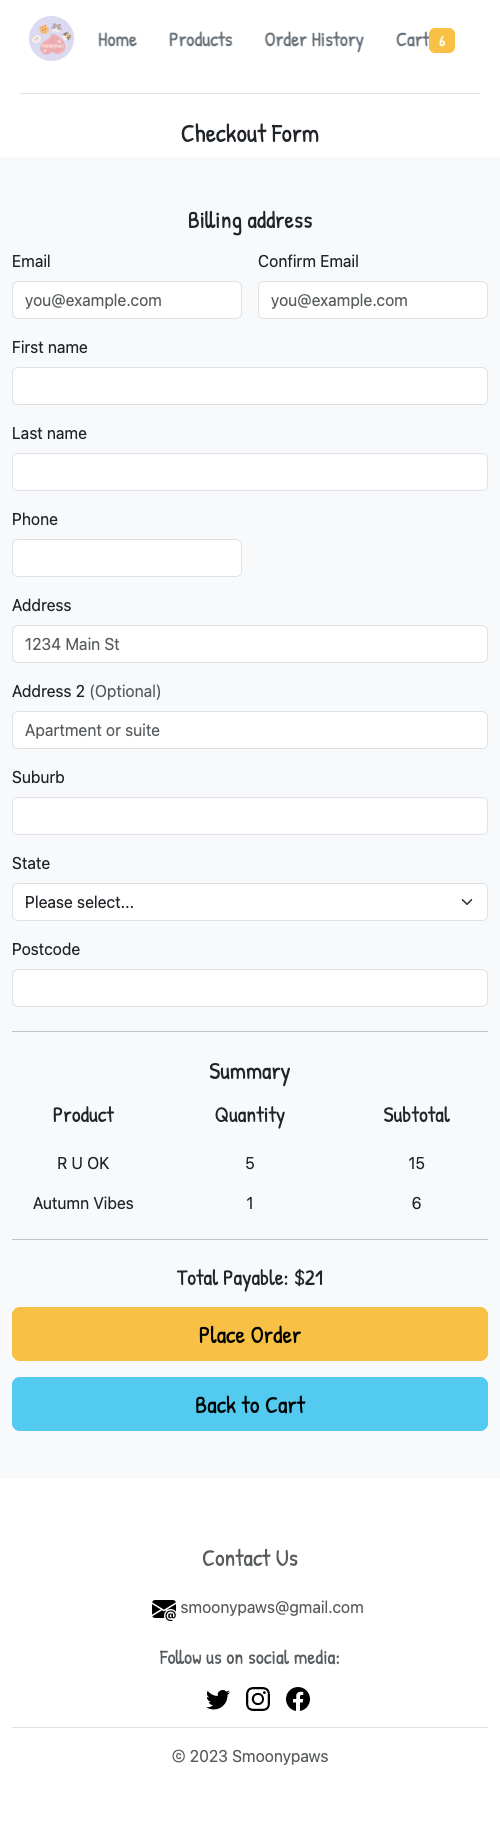 Home Products Order History Cart 6
Checkout Form
Billing address
Email Confirm Email
you@example.com you@example.com
First name
Last name
Phone
Address
1234 Main St
Address 2 (Optional)
Apartment or suite
Suburb
State
Please select...
Postcode
Summary
Product Quantity Subtotal
R U OK 5 15
Autumn Vibes 1 6
Total Payable: $21
Place Order
Back to Cart
Contact Us
smoonypaws@gmail.com
Follow us on social media:
© 2023 Smoonypaws